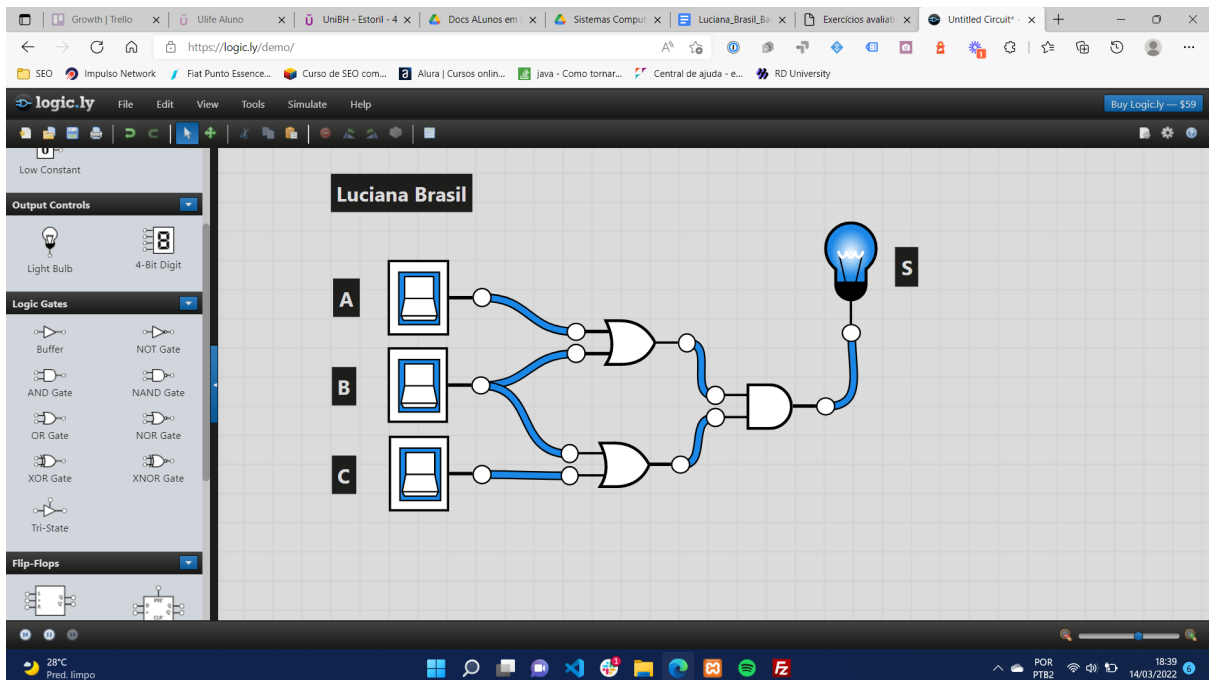 Growth | Trello
Ulife Aluno
UniBH - Estoril - 4
Docs ALunos em
Sistemas Comput
Luciana_Brasil_Ba
Exercícios avaliati
Untitled Circuit*
https://logic.ly/demo/
SEO
Impulso Network
Fiat Punto Essence...
Curso de SEO com...
Alura | Cursos onlin...
java - Como tornar...
Central de ajuda - e...
RD University
logic.ly
File
Edit
View
Tools
Simulate
Help
Buy Logic.ly — $59
Low Constant
Output Controls
Light Bulb
4-Bit Digit
Logic Gates
Buffer
NOT Gate
AND Gate
NAND Gate
OR Gate
NOR Gate
XOR Gate
XNOR Gate
Tri-State
Flip-Flops
Luciana Brasil
A
B
C
S
28°C
Pred. limpo
POR
PTB2
18:39
14/03/2022
6